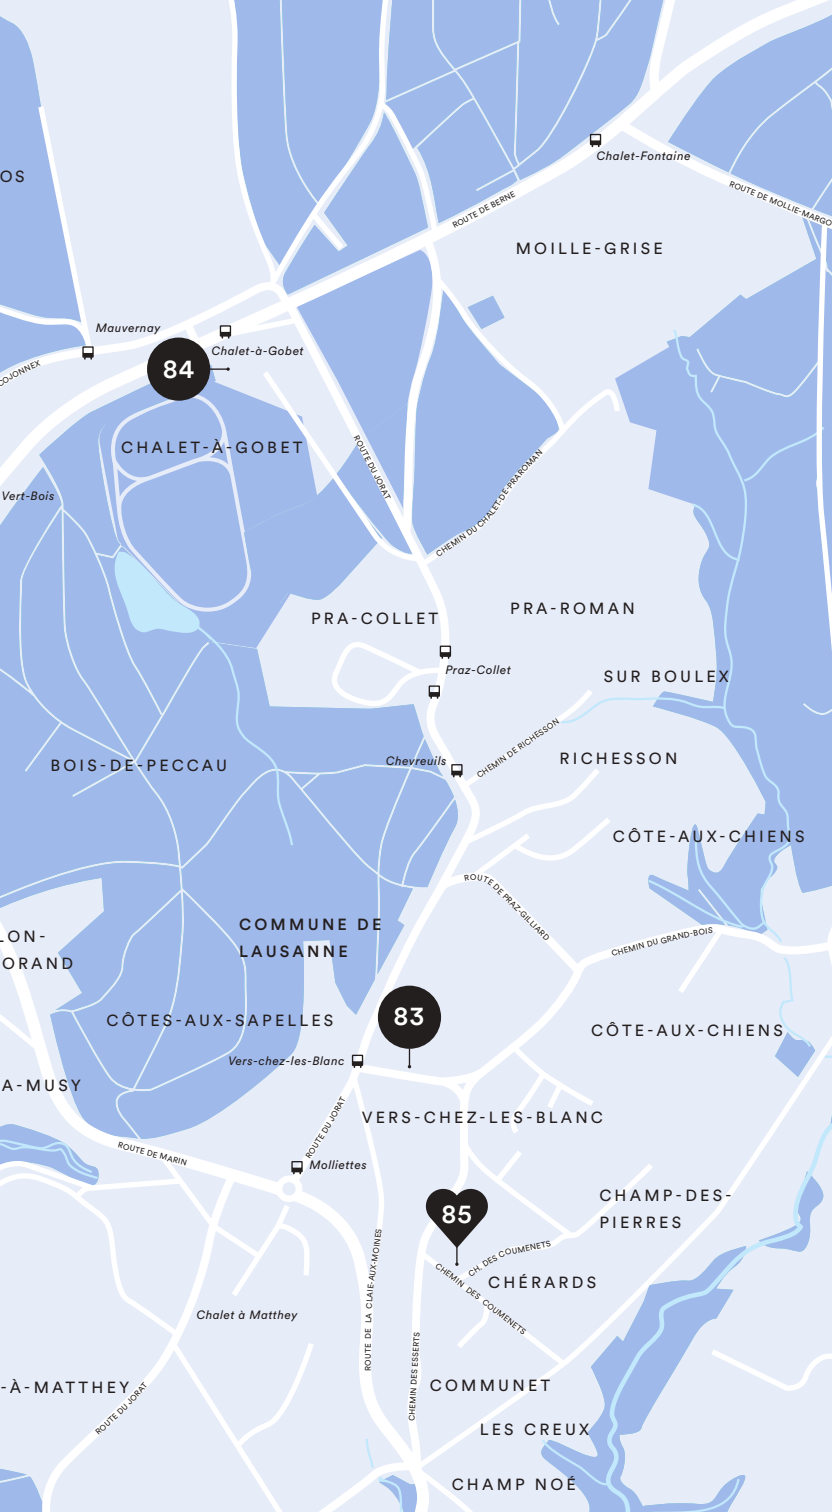 Chalet-Fontaine
OS
ROUTE DE MOLLIE-MARGO
ROUTE DE BERNE
MOILLE-GRISE
Mauvernay
Chalet-à-Gobet
84
COJONNEX
CHALET-À-GOBET
ROUTE DU JORAT
CHEMIN DU CHALET-DE-PRAROMAN
Vert-Bois
PRA-COLLET
PRA-ROMAN
Praz-Collet
SUR BOULEX
CHEMIN DE RICHESSON
RICHESSON
Chevreuils
BOIS-DE-PECCAU
CÔTE-AUX-CHIENS
ROUTE DE PRAZ-GILLIARD
COMMUNE DE
LAUSANNE
LON-
ORAND
CHEMIN DU GRAND-BOIS
83
CÔTES-AUX-SAPELLES
CÔTE-AUX-CHIENS
Vers-chez-les-Blanc
A-MUSY
VERS-CHEZ-LES-BLANC
ROUTE DU JORAT
ROUTE DE MARIN
Molliettes
CHAMP-DES-
PIERRES
85
CH. DES COUMENETS
CHÉRARDS
CHEMIN DES COUMENETS
ROUTE DE LA CLAIE-AUX-MOINES
Chalet à Matthey
CHEMIN DES ESSERTS
-À-MATTHEY
ROUTE DU JORAT
COMMUNET
LES CREUX
CHAMP NOÉ